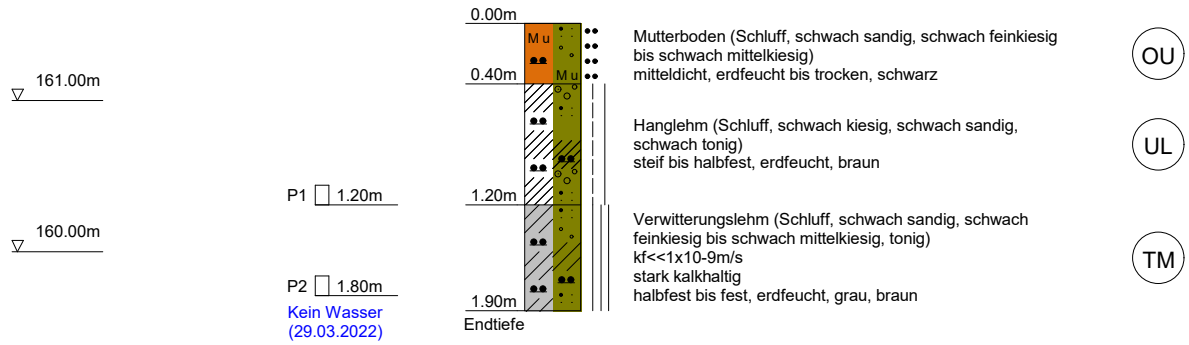 0.00m
Mu
Mutterboden (Schluff, schwach sandig, schwach feinkiesig
bis schwach mittelkiesig)
mitteldicht, erdfeucht bis trocken, schwarz
OU
0.40m
Mu
161.00m
Hanglehm (Schluff, schwach kiesig, schwach sandig,
schwach tonig)
steif bis halbfest, erdfeucht, braun
UL
P1 1.20m
1.20m
160.00m
Verwitterungslehm (Schluff, schwach sandig, schwach
feinkiesig bis schwach mittelkiesig, tonig)
kf<<1x10-9m/s
stark kalkhaltig
halbfest bis fest, erdfeucht, grau, braun
TM
P2 1.80m
1.90m
Kein Wasser
(29.03.2022)
Endtiefe